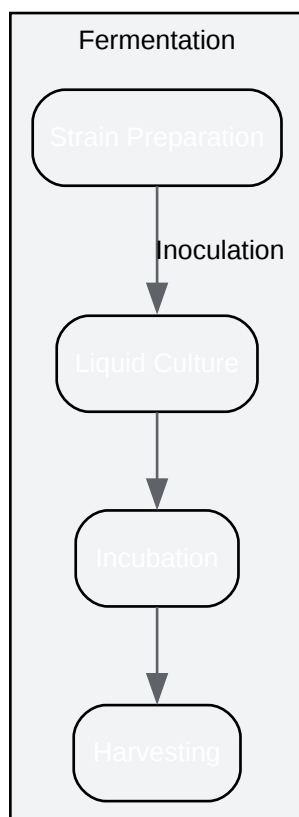 Fermentation
Strain Preparation
Inoculation
Liquid Culture
Incubation
Harvesting